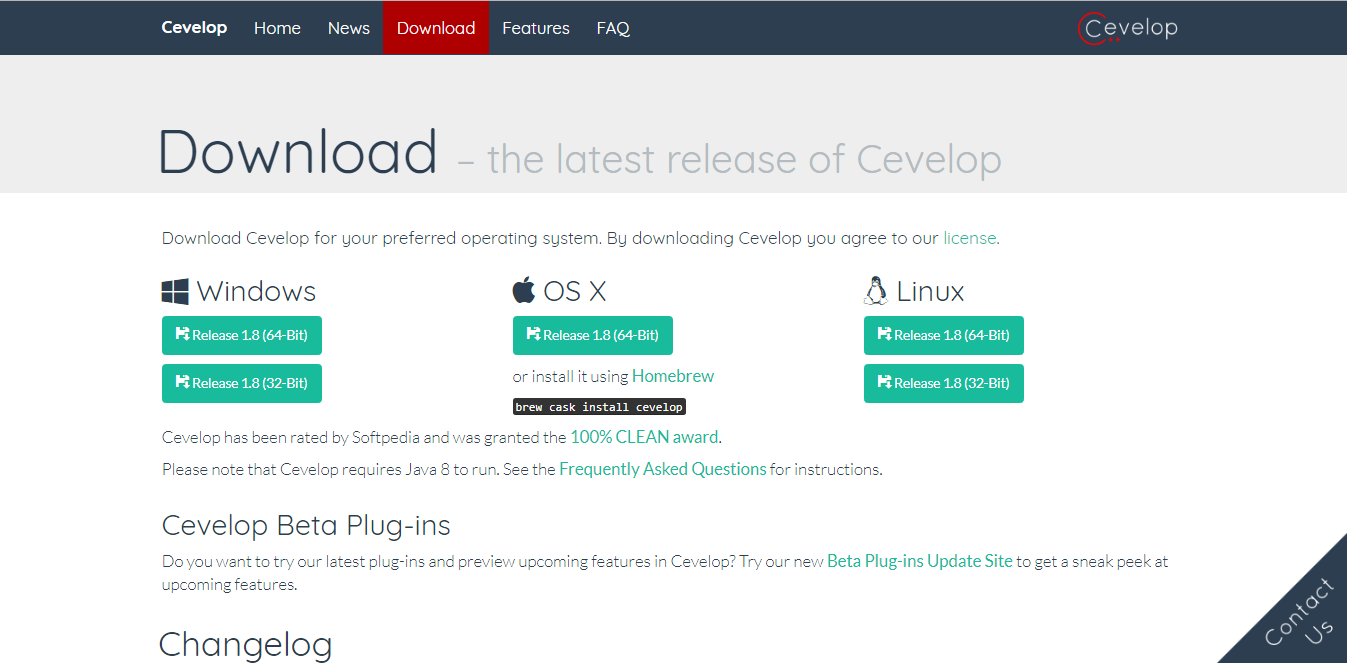 Cevelop Home News Download Features FAQ Cevelop
Download – the latest release of Cevelop
Download Cevelop for your preferred operating system. By downloading Cevelop you agree to our license.
Windows
Release 1.8 (64-Bit)
Release 1.8 (32-Bit)
OS X
Release 1.8 (64-Bit)
or install it using Homebrew
brew cask install cevelop
Linux
Release 1.8 (64-Bit)
Release 1.8 (32-Bit)
Cevelop has been rated by Softpedia and was granted the 100% CLEAN award.
Please note that Cevelop requires Java 8 to run. See the Frequently Asked Questions for instructions.
Cevelop Beta Plug-ins
Do you want to try our latest plug-ins and preview upcoming features in Cevelop? Try our new Beta Plug-ins Update Site to get a sneak peek at
upcoming features.
Changelog
Contact
Us